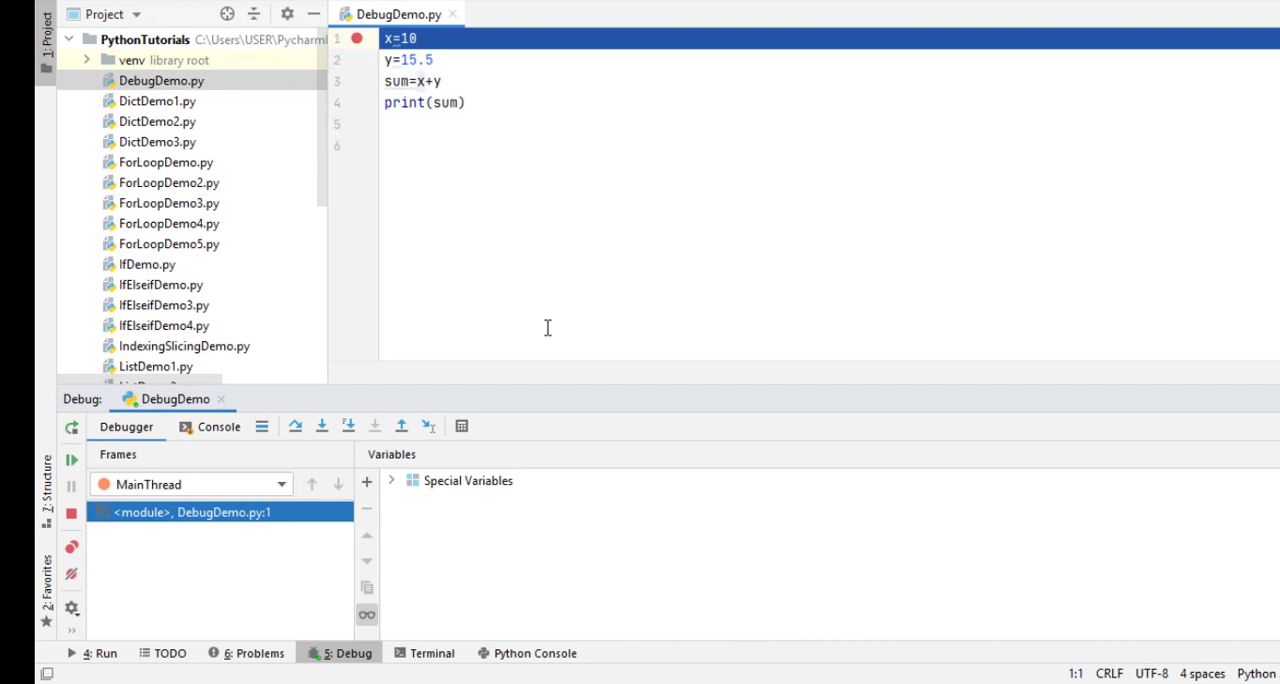 1: Project
Project
DebugDemo.py
PythonTutorials C:\Users\USER\Pycharml
venv library root
DebugDemo.py
DictDemo1.py
DictDemo2.py
DictDemo3.py
ForLoopDemo.py
ForLoopDemo2.py
ForLoopDemo3.py
ForLoopDemo4.py
ForLoopDemo5.py
IfDemo.py
IfElseifDemo.py
IfElseifDemo3.py
IfElseifDemo4.py
IndexingSlicingDemo.py
ListDemo1.py
1 x=10
2 y=15.5
3 sum=x+y
4 print(sum)
5
6
Debug: DebugDemo
Debugger Console
Frames
Variables
MainThread
Special Variables
<module>, DebugDemo.py:1
7: Structure
2: Favorites
4: Run TODO 6: Problems 5: Debug Terminal Python Console
1:1 CRLF UTF-8 4 spaces Python